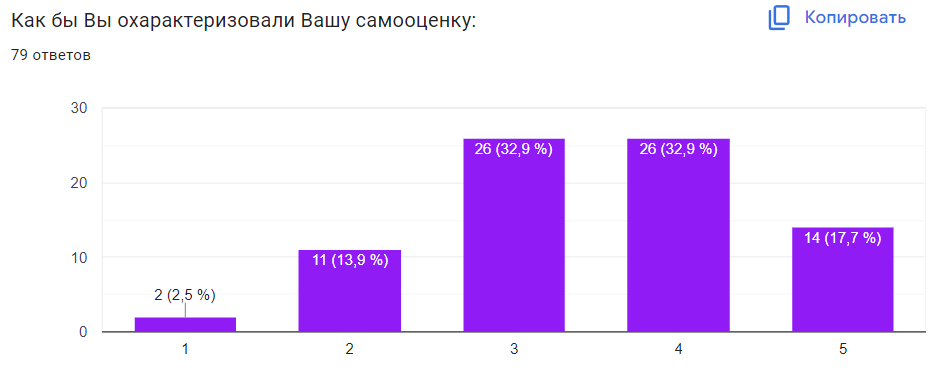 Как бы Вы охарактеризовали Вашу самооценку:
Копировать
79 ответов
30
20
10
0
2 (2,5 %)
11 (13,9 %)
26 (32,9 %)
26 (32,9 %)
14 (17,7 %)
1
2
3
4
5